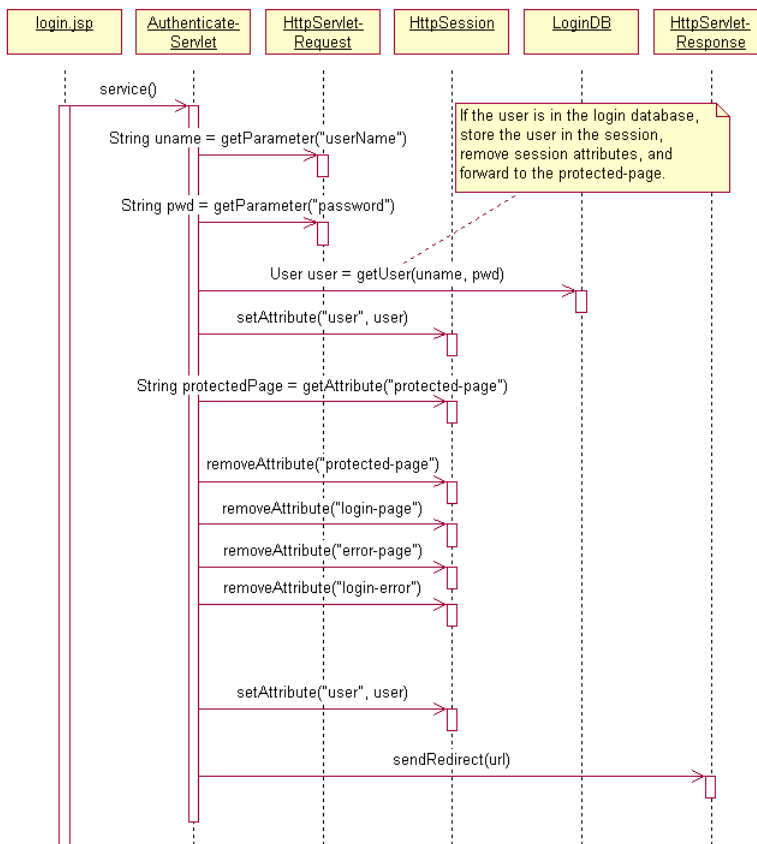 login.jsp
Authenticate-
Servlet
HttpServlet-
Request
HttpSession
LoginDB
HttpServlet-
Response
service()
If the user is in the login database,
store the user in the session,
remove session attributes, and
forward to the protected-page.
String uname = getParameter("userName")
String pwd = getParameter("password")
User user = getUser(uname, pwd)
setAttribute("user", user)
String protectedPage = getAttribute("protected-page")
removeAttribute("protected-page")
removeAttribute("login-page")
removeAttribute("error-page")
removeAttribute("login-error")
setAttribute("user", user)
sendRedirect(url)